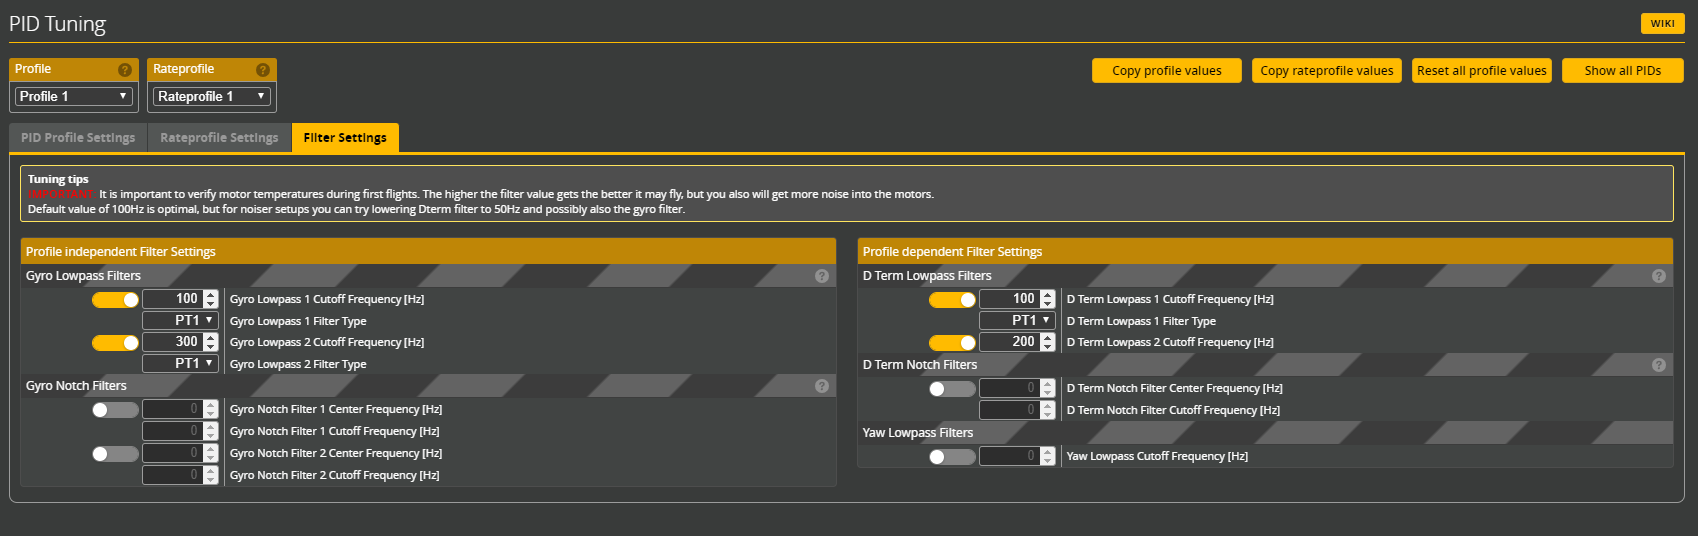 PID Tuning
WIKI
Profile
Rateprofile
Profile 1
Rateprofile 1
Copy profile values
Copy rateprofile values
Reset all profile values
Show all PIDs
PID Profile Settings
Rateprofile Settings
Filter Settings
Tuning tips
IMPORTANT: It is important to verify motor temperatures during first flights. The higher the filter value gets the better it may fly, but you also will get more noise into the motors.
Default value of 100Hz is optimal, but for noiser setups you can try lowering Dterm filter to 50Hz and possibly also the gyro filter.
Profile independent Filter Settings
Gyro Lowpass Filters
100 Gyro Lowpass 1 Cutoff Frequency [Hz]
PT1 Gyro Lowpass 1 Filter Type
300 Gyro Lowpass 2 Cutoff Frequency [Hz]
PT1 Gyro Lowpass 2 Filter Type
Gyro Notch Filters
0 Gyro Notch Filter 1 Center Frequency [Hz]
0 Gyro Notch Filter 1 Cutoff Frequency [Hz]
0 Gyro Notch Filter 2 Center Frequency [Hz]
0 Gyro Notch Filter 2 Cutoff Frequency [Hz]
Profile dependent Filter Settings
D Term Lowpass Filters
100 D Term Lowpass 1 Cutoff Frequency [Hz]
PT1 D Term Lowpass 1 Filter Type
200 D Term Lowpass 2 Cutoff Frequency [Hz]
D Term Notch Filters
0 D Term Notch Filter Center Frequency [Hz]
0 D Term Notch Filter Cutoff Frequency [Hz]
Yaw Lowpass Filters
0 Yaw Lowpass Cutoff Frequency [Hz]